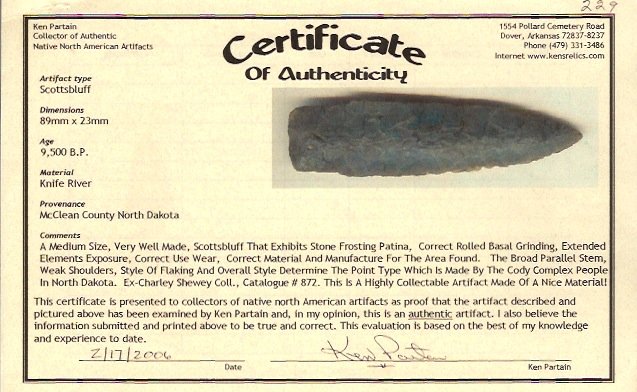 229
Ken Partain
Collector of Authentic
Native North American Artifacts
Certificate
Of Authenticity
1554 Pollard Cemetery Road
Dover, Arkansas 72837-8237
Phone (479) 331-3486
Internet www.kensrelics.com
Artifact type
Scottsbluff
Dimensions
89mm x 23mm
Age
9,500 B.P.
Material
Knife River
Provenance
McClean County North Dakota
Comments
A Medium Size, Very Well Made, Scottsbluff That Exhibits Stone Frosting Patina, Correct Rolled Basal Grinding, Extended
Elements Exposure, Correct Use Wear, Correct Material And Manufacture For The Area Found. The Broad Parallel Stem,
Weak Shoulders, Style Of Flaking And Overall Style Determine The Point Type Which Is Made By The Cody Complex People
In North Dakota. Ex-Charley Shewey Coll., Catalogue # 872. This Is A Highly Collectable Artifact Made Of A Nice Material!
This certificate is presented to collectors of native north American artifacts as proof that the artifact described and
pictured above has been examined by Ken Partain and, in my opinion, this is an authentic artifact. I also believe the
information submitted and printed above to be true and correct. This evaluation is based on the best of my knowledge
and experience to date.
2/17/2006 Ken Partain
Date Ken Partain